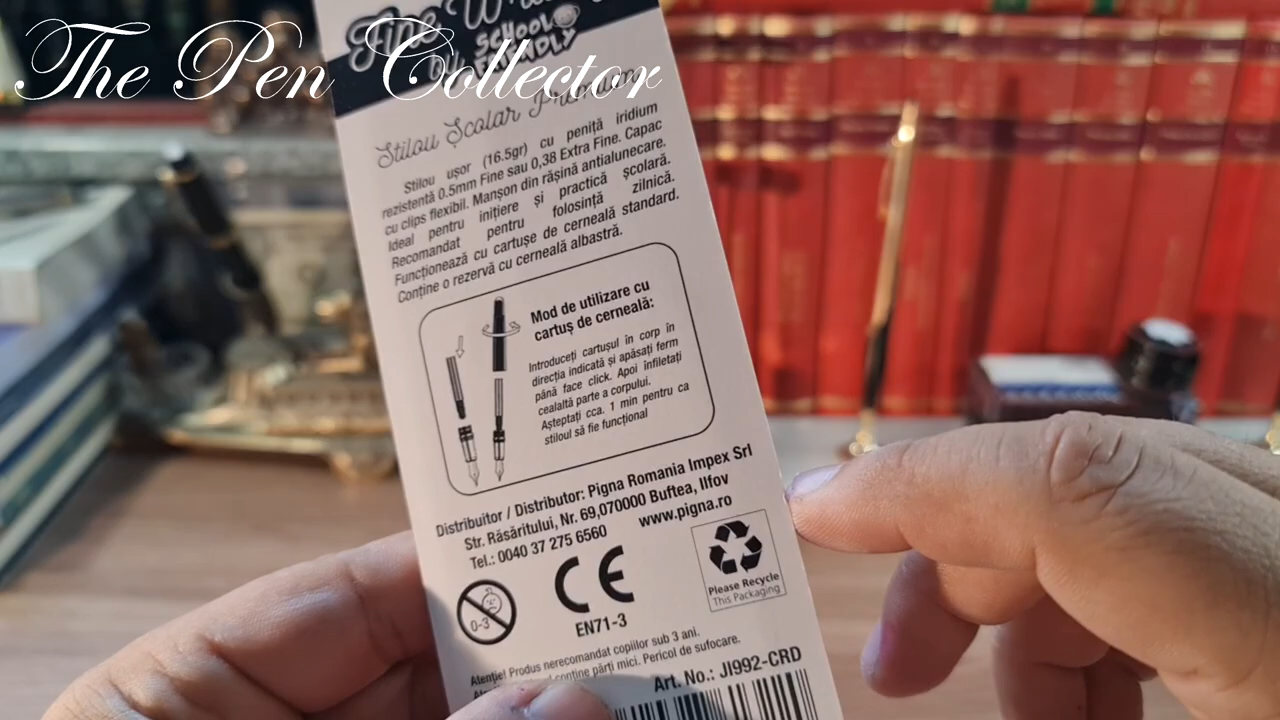 The Pen Collector
Fine
by SCHOOL
FRIENDLY
Stilou Școlar Premium
Stilou ușor (16.5gr) cu peniță iridium
rezistentă 0.5mm Fine sau 0,38 Extra Fine. Capac
cu clips flexibil. Manșon din rășină antialunecare.
Ideal pentru inițiere și practică școlară.
Recomandat pentru folosință zilnică.
Funcționează cu cartușe de cerneală standard.
Conține o rezervă cu cerneală albastră.
Mod de utilizare cu
cartuș de cerneală:
Introduceți cartușul în corp în
direcția indicată și apăsați ferm
până face click. Apoi înfiletați
cealaltă parte a corpului.
Așteptați cca. 1 min pentru ca
stiloul să fie functional
Distribuitor / Distributor: Pigna Romania Impex Srl
Str. Răsăritului, Nr. 69,070000 Buftea, Ilfov
Tel.: 0040 37 275 6560 www.pigna.ro
0-3
CE
EN71-3
Please Recycle
This Packaging
Atenție! Produs nerecomandat copiilor sub 3 ani.
conține părți mici. Pericol de sufocare.
Art. No.: JI992-CRD